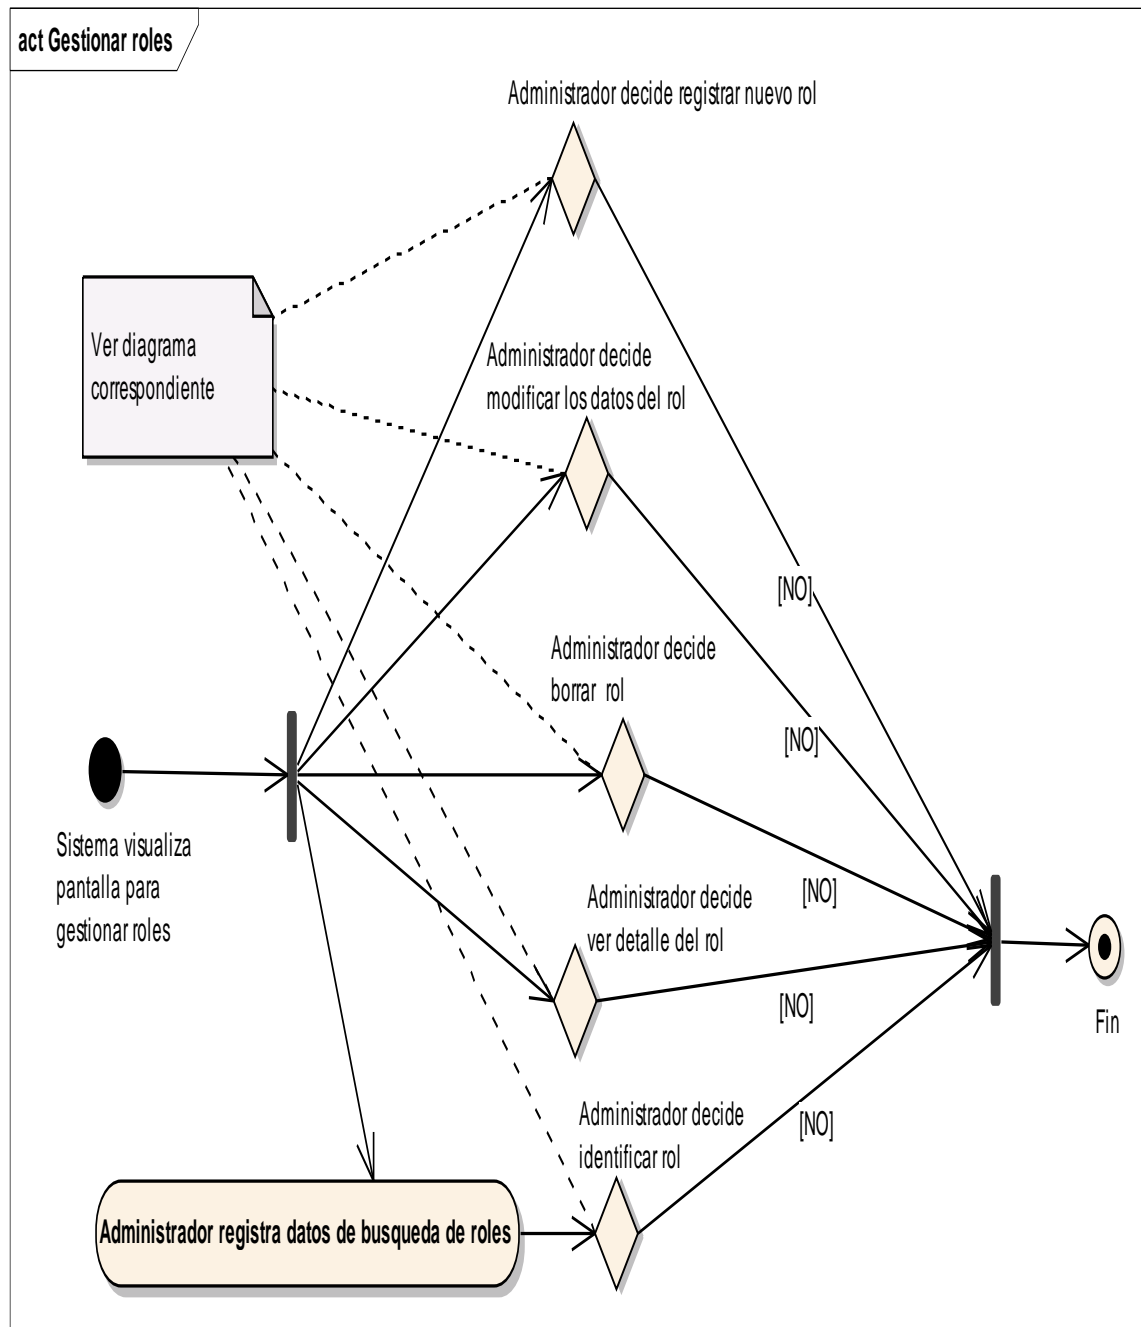 act Gestionar roles
Administrador decide registrar nuevo rol
Ver diagrama
correspondiente
Administrador decide
modificar los datos del rol
[NO]
Administrador decide
borrar rol
[NO]
Sistema visualiza
pantalla para
gestionar roles
Administrador decide
ver detalle del rol
[NO]
[NO]
Fin
Administrador decide
identificar rol
[NO]
Administrador registra datos de busqueda de roles